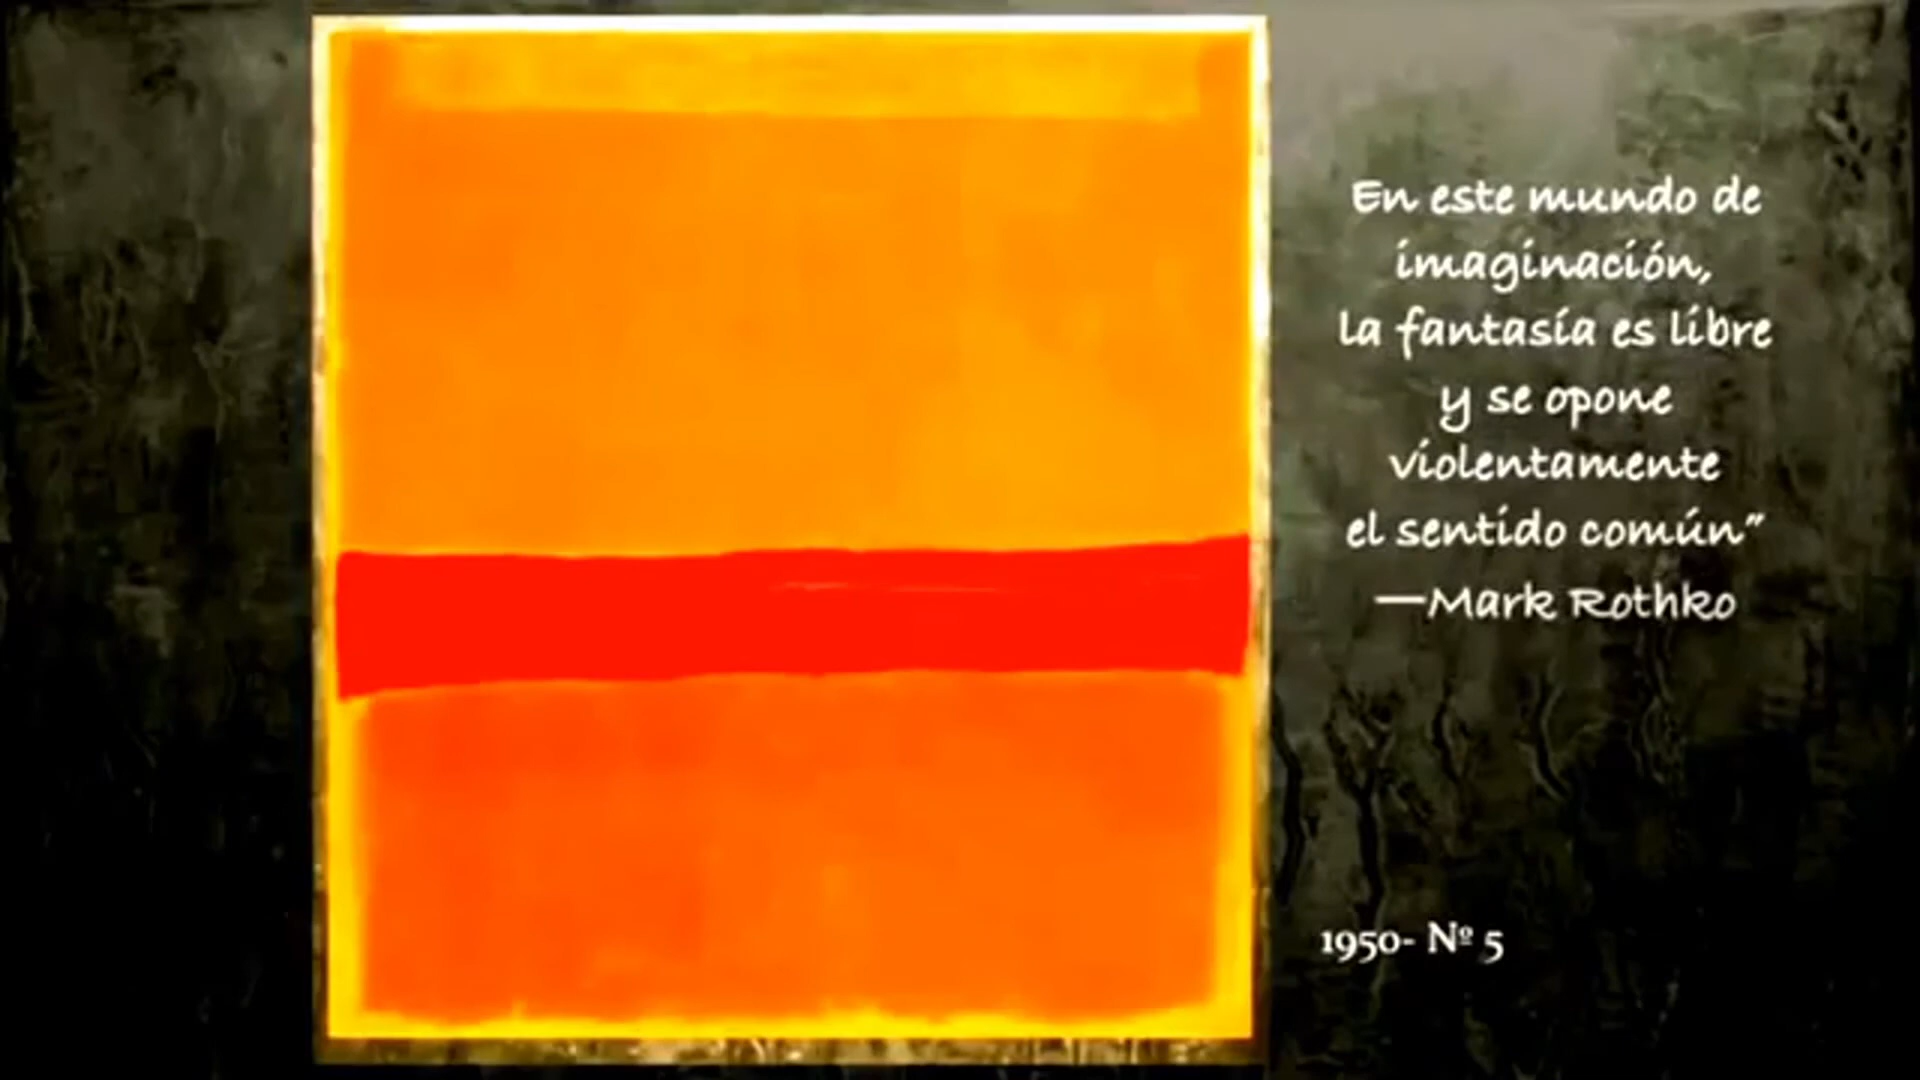 En este mundo de
imaginación,
la fantasía es libre
y se opone
violentamente
el sentido común”
—Mark Rothko
1950- Nº 5